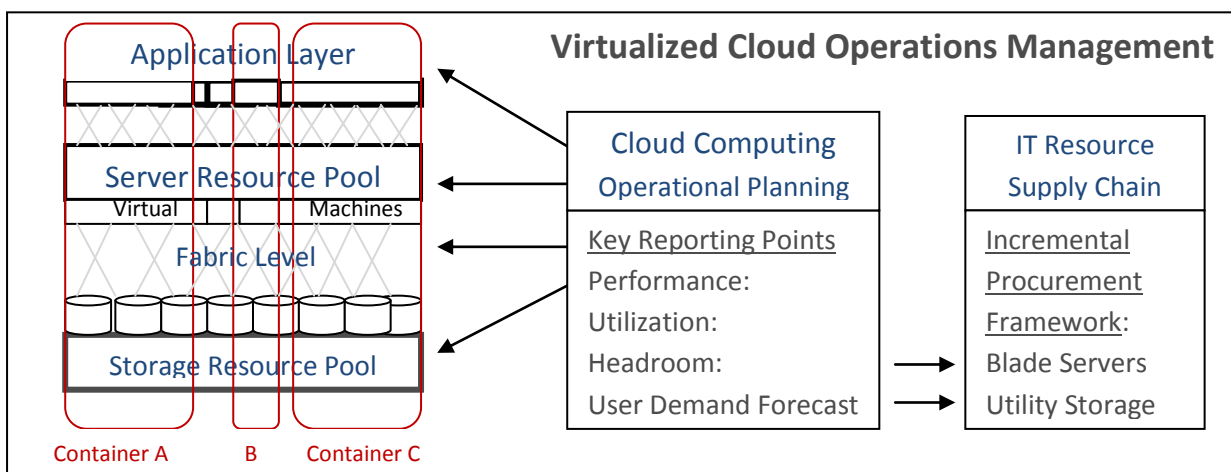 Virtualized Cloud Operations Management
Application Layer
Server Resource Pool
Virtual Machines
Fabric Level
Storage Resource Pool
Container A B Container C
Cloud Computing
Operational Planning
Key Reporting Points
Performance:
Utilization:
Headroom:
User Demand Forecast
IT Resource
Supply Chain
Incremental
Procurement
Framework:
Blade Servers
Utility Storage